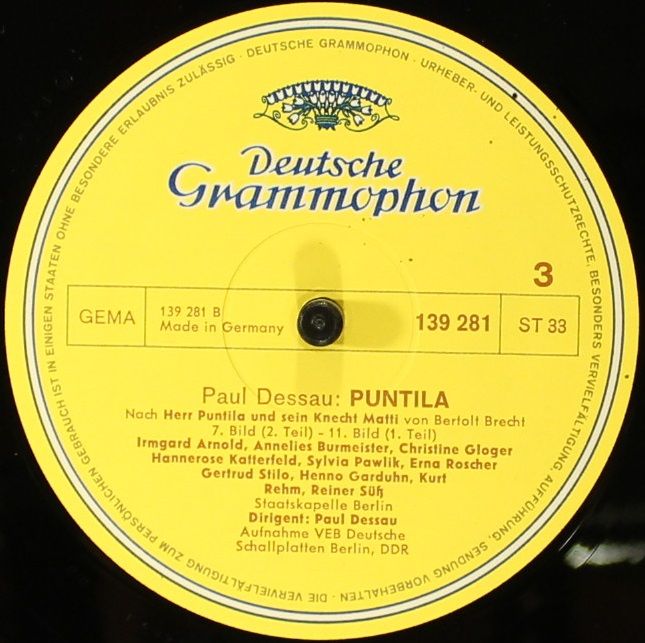 DEUTSCHE GRAMMOPHON · URHEBER- UND LEISTUNGSSCHUTZRECHTE, BESONDERS VERVIELFÄLTIGUNG, AUFFÜHRUNG, SENDUNG VORBEHALTEN · DIE VERVIELFÄLTIGUNG ZUM PERSÖNLICHEN GEBRAUCH IST IN EINIGEN STAATEN OHNE BESONDERE ERLAUBNIS ZULÄSSIG ·
Deutsche
Grammophon
3
GEMA
139 281 B
Made in Germany
139 281
ST 33
Paul Dessau: PUNTILA
Nach Herr Puntila und sein Knecht Matti von Bertolt Brecht
7. Bild (2. Teil) - 11. Bild (1. Teil)
Irmgard Arnold, Annelies Burmeister, Christine Gloger
Hannerose Katterfeld, Sylvia Pawlik, Erna Roscher
Gertrud Stilo, Henno Garduhn, Kurt
Rehm, Reiner Süß
Staatskapelle Berlin
Dirigent: Paul Dessau
Aufnahme VEB Deutsche
Schallplatten Berlin, DDR